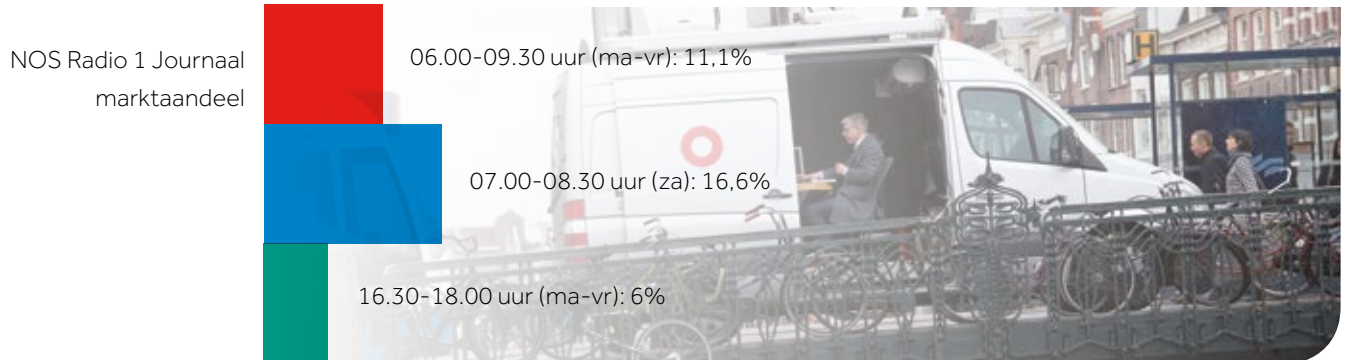 NOS Radio 1 Journaal
marktaandeel
06.00-09.30 uur (ma-vr): 11,1%
07.00-08.30 uur (za): 16,6%
16.30-18.00 uur (ma-vr): 6%
H